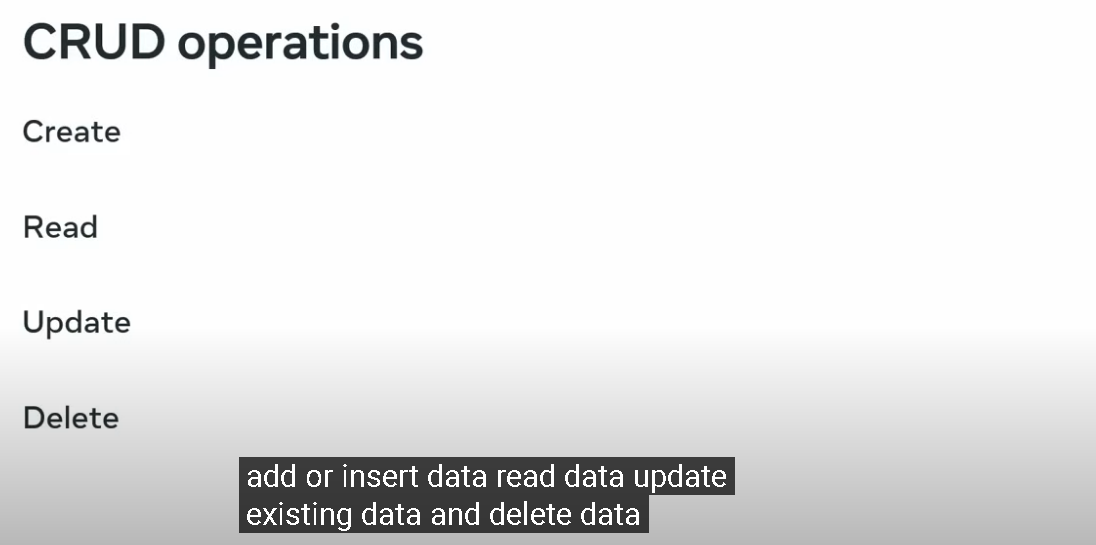 CRUD operations
Create
Read
Update
Delete
add or insert data read data update
existing data and delete data